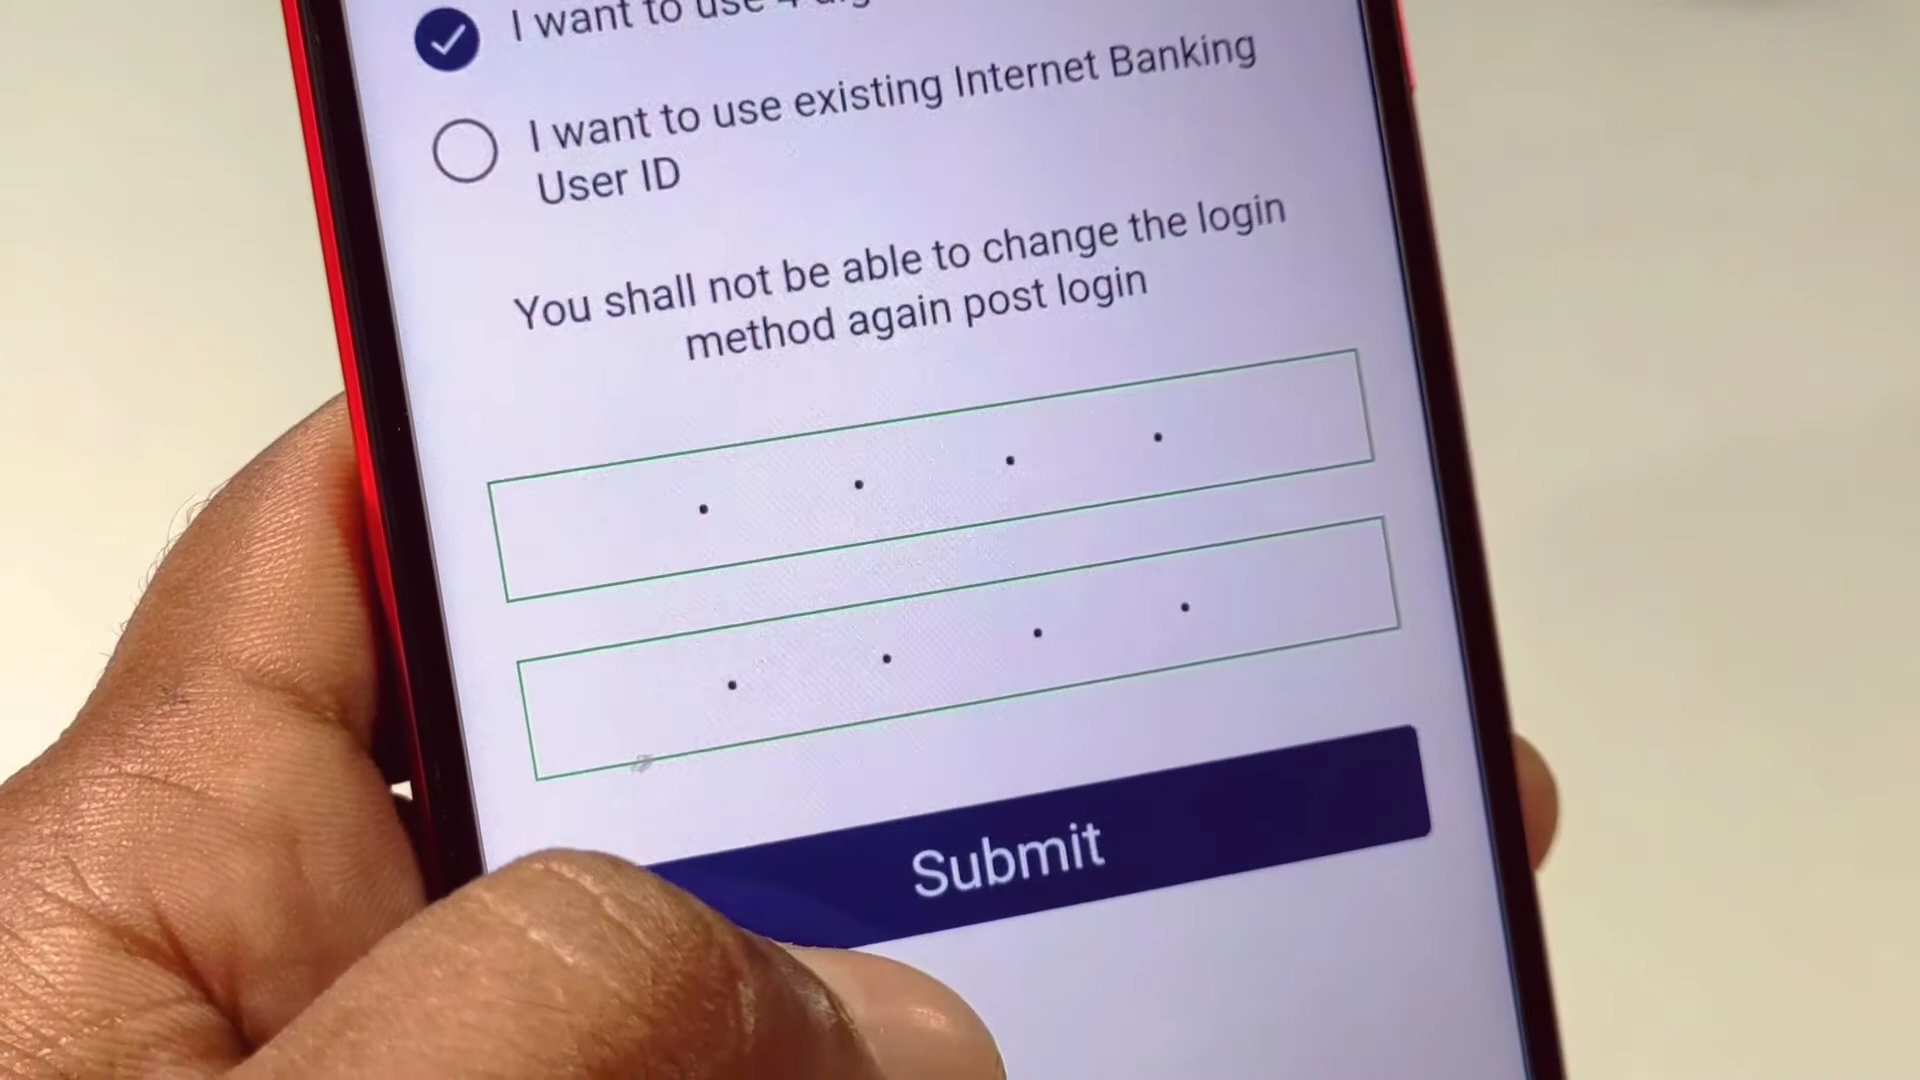 I want to use 4
I want to use existing Internet Banking
User ID
You shall not be able to change the login
method again post login
Submit